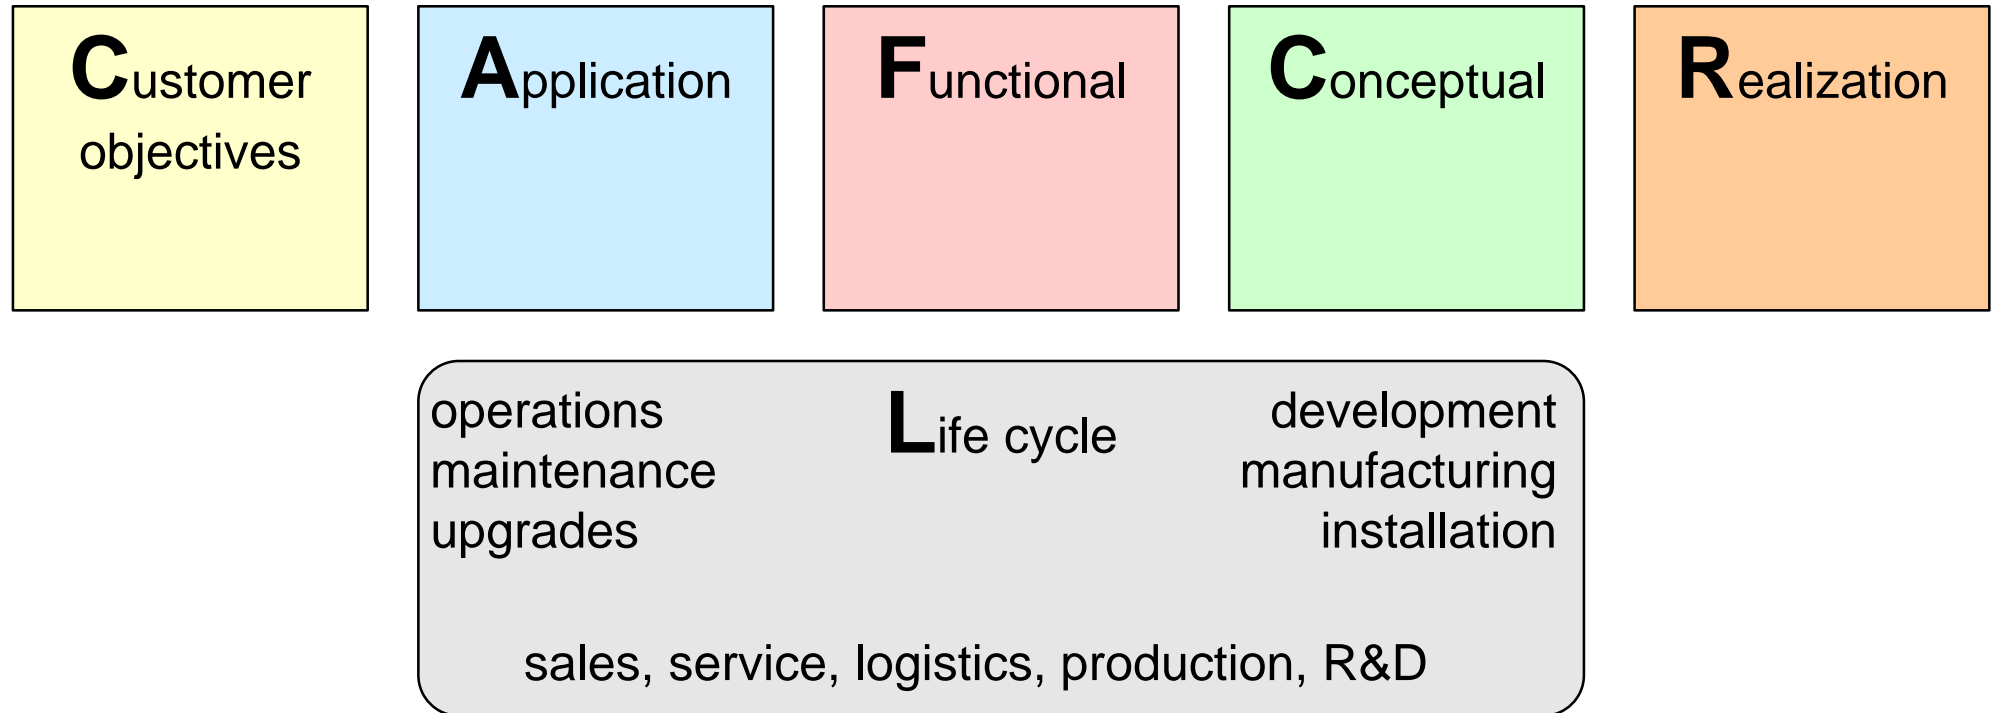 Customer
objectives
Application
Functional
Conceptual
Realization
operations
maintenance
upgrades
Life cycle
development
manufacturing
installation
sales, service, logistics, production, R&D